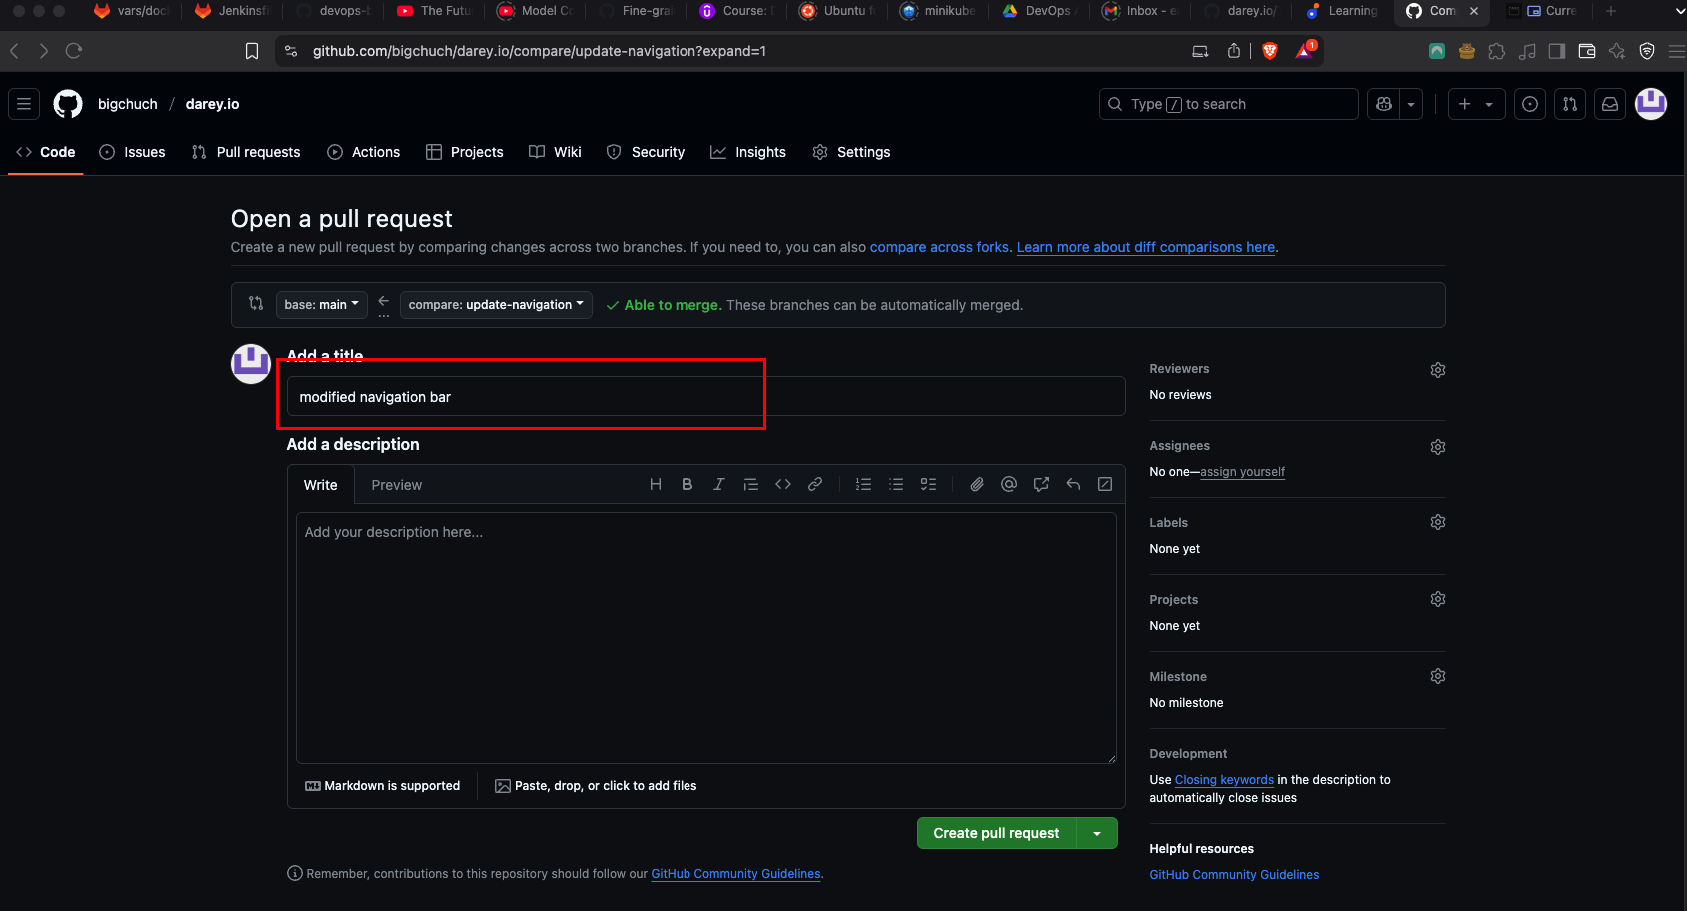 vars/doc Jenkinsfi devops-b The Futu Model Co Fine-grai Course: Ubuntu f minikube DevOps Inbox - e darey.io/ Learning Com Curre
github.com/bigchuch/darey.io/compare/update-navigation?expand=1
1
bigchuch / darey.io
Type / to search
Code Issues Pull requests Actions Projects Wiki Security Insights Settings
Open a pull request
Create a new pull request by comparing changes across two branches. If you need to, you can also compare across forks. Learn more about diff comparisons here.
base: main ← compare: update-navigation Able to merge. These branches can be automatically merged.
...
Add a title
modified navigation bar
Add a description
Write Preview
Add your description here...
Markdown is supported
Paste, drop, or click to add files
Create pull request
Remember, contributions to this repository should follow our GitHub Community Guidelines.
Reviewers
No reviews
Assignees
No one—assign yourself
Labels
None yet
Projects
None yet
Milestone
No milestone
Development
Use Closing keywords in the description to
automatically close issues
Helpful resources
GitHub Community Guidelines